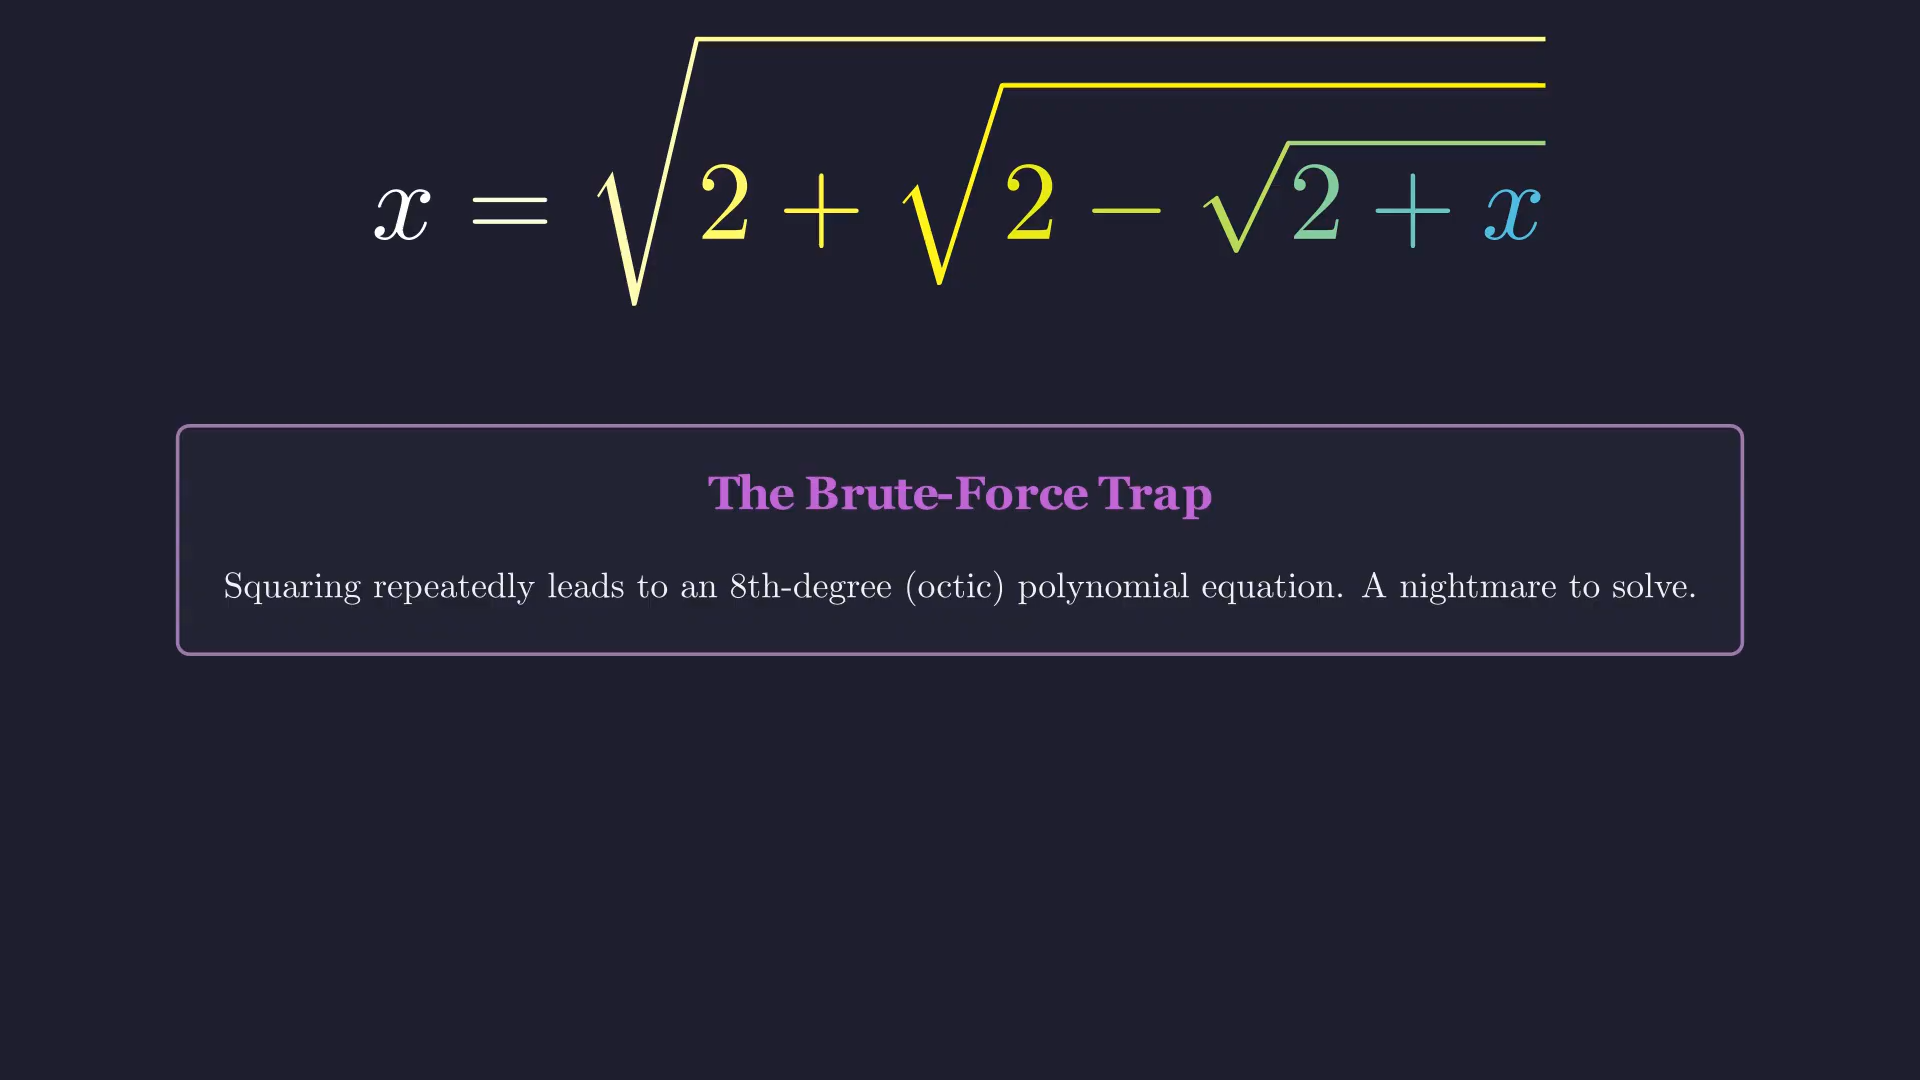 x = √(2 + √(2 − √(2 + x)))
The Brute-Force Trap
Squaring repeatedly leads to an 8th-degree (octic) polynomial equation. A nightmare to solve.